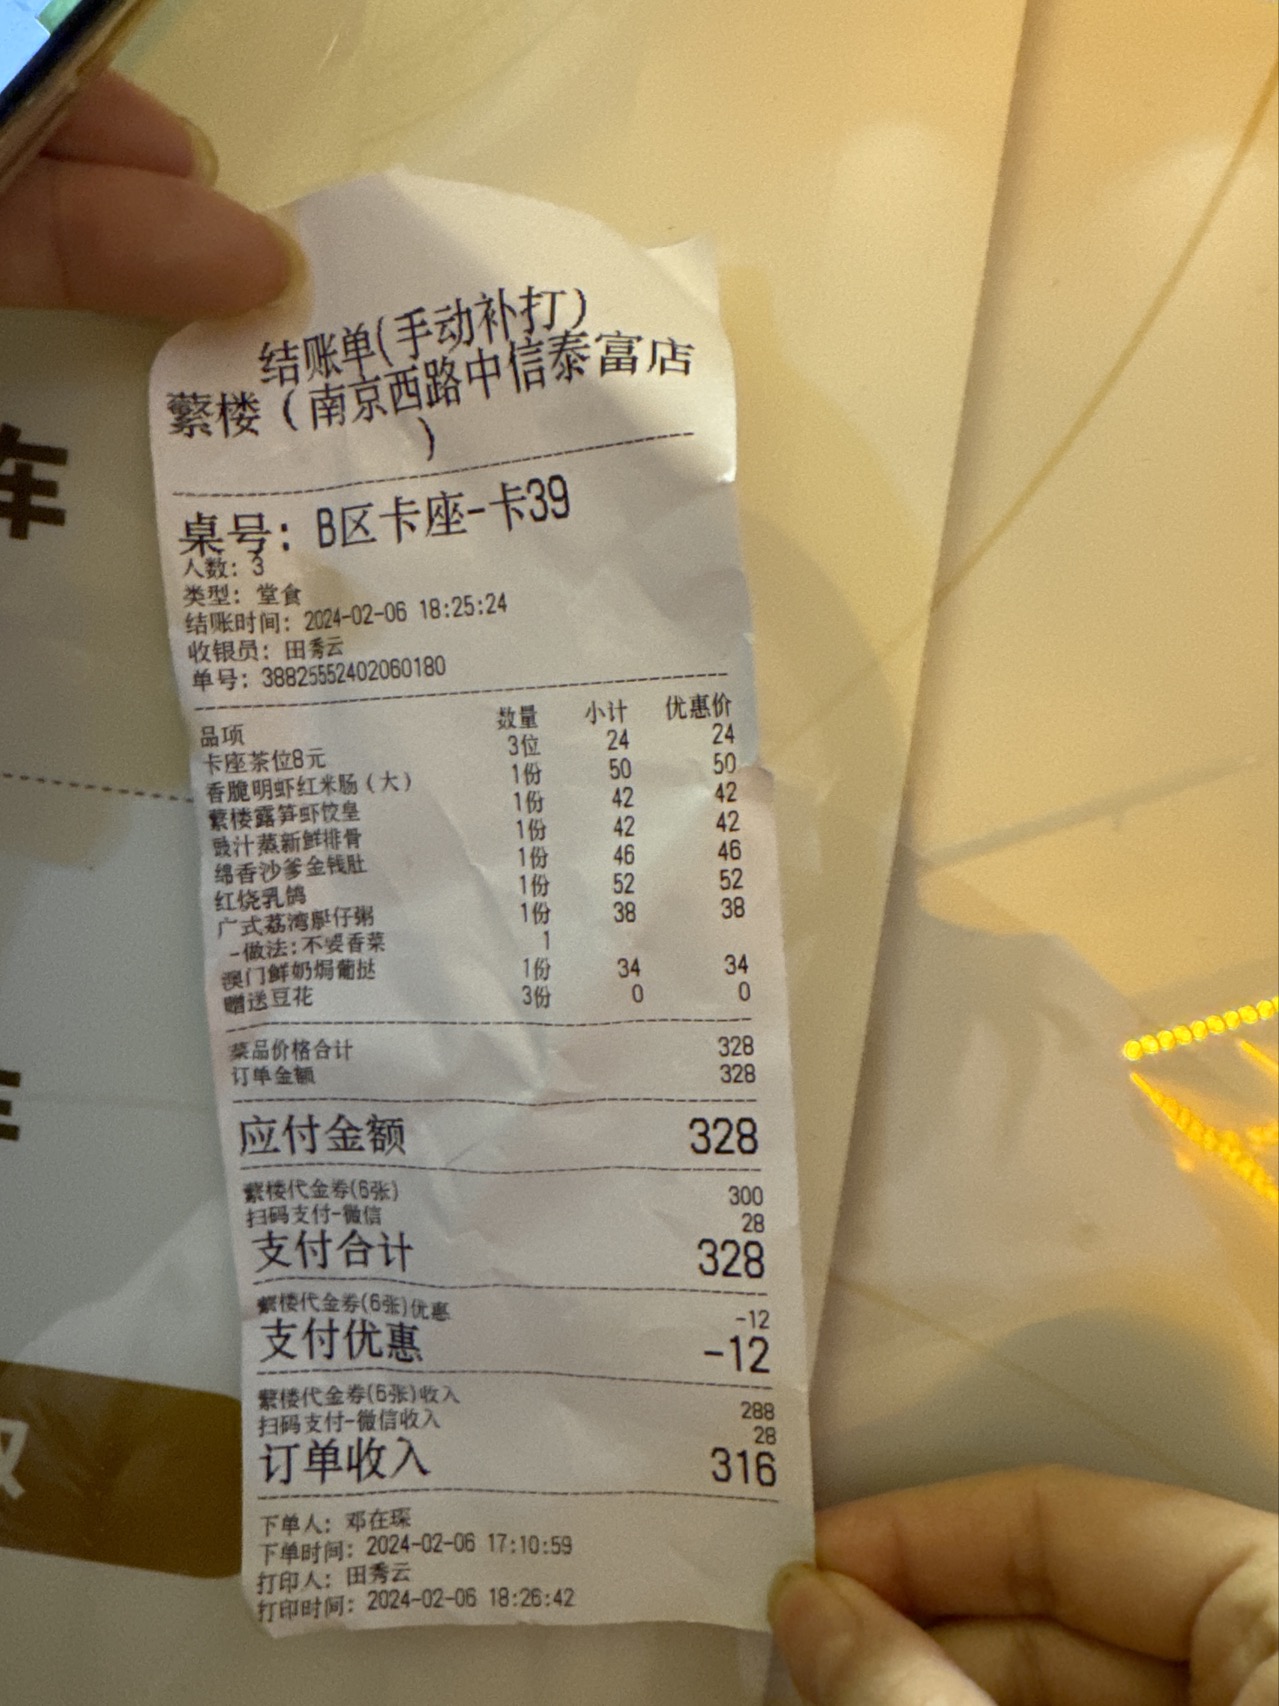 结账单(手动补打)
蘩楼（南京西路中信泰富店
）
桌号: B区卡座-卡39
人数: 3
类型: 堂食
结账时间: 2024-02-06 18:25:24
收银员: 田秀云
单号: 38825552402060180
品项 数量 小计 优惠价
卡座茶位8元 3位 24 24
香脆明虾红米肠（大） 1份 50 50
蘩楼露笋虾饺皇 1份 42 42
豉汁蒸新鲜排骨 1份 42 42
绵香沙爹金钱肚 1份 46 46
红烧乳鸽 1份 52 52
广式荔湾艇仔粥 1份 38 38
-做法:不要香菜 1
澳门鲜奶焗葡挞 1份 34 34
赠送豆花 3份 0 0
菜品价格合计 328
订单金额 328
应付金额 328
蘩楼代金券(6张) 300
扫码支付-微信 28
支付合计 328
蘩楼代金券(6张)优惠 -12
支付优惠 -12
蘩楼代金券(6张)收入 288
扫码支付-微信收入 28
订单收入 316
下单人: 邓在琛
下单时间: 2024-02-06 17:10:59
打印人: 田秀云
打印时间: 2024-02-06 18:26:42
车